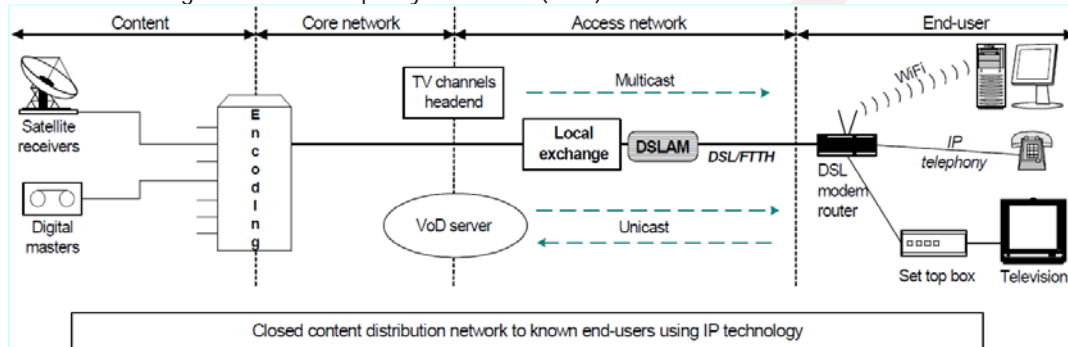 Content
Core network
Access network
End-user
Satellite
receivers
Digital
masters
EncodIng
TV channels
headend
Multicast
Local
exchange
DSLAM
DSL/FTTH
VoD server
Unicast
WiFi
IP
telephony
DSL
modem
router
Set top box
Television
Closed content distribution network to known end-users using IP technology